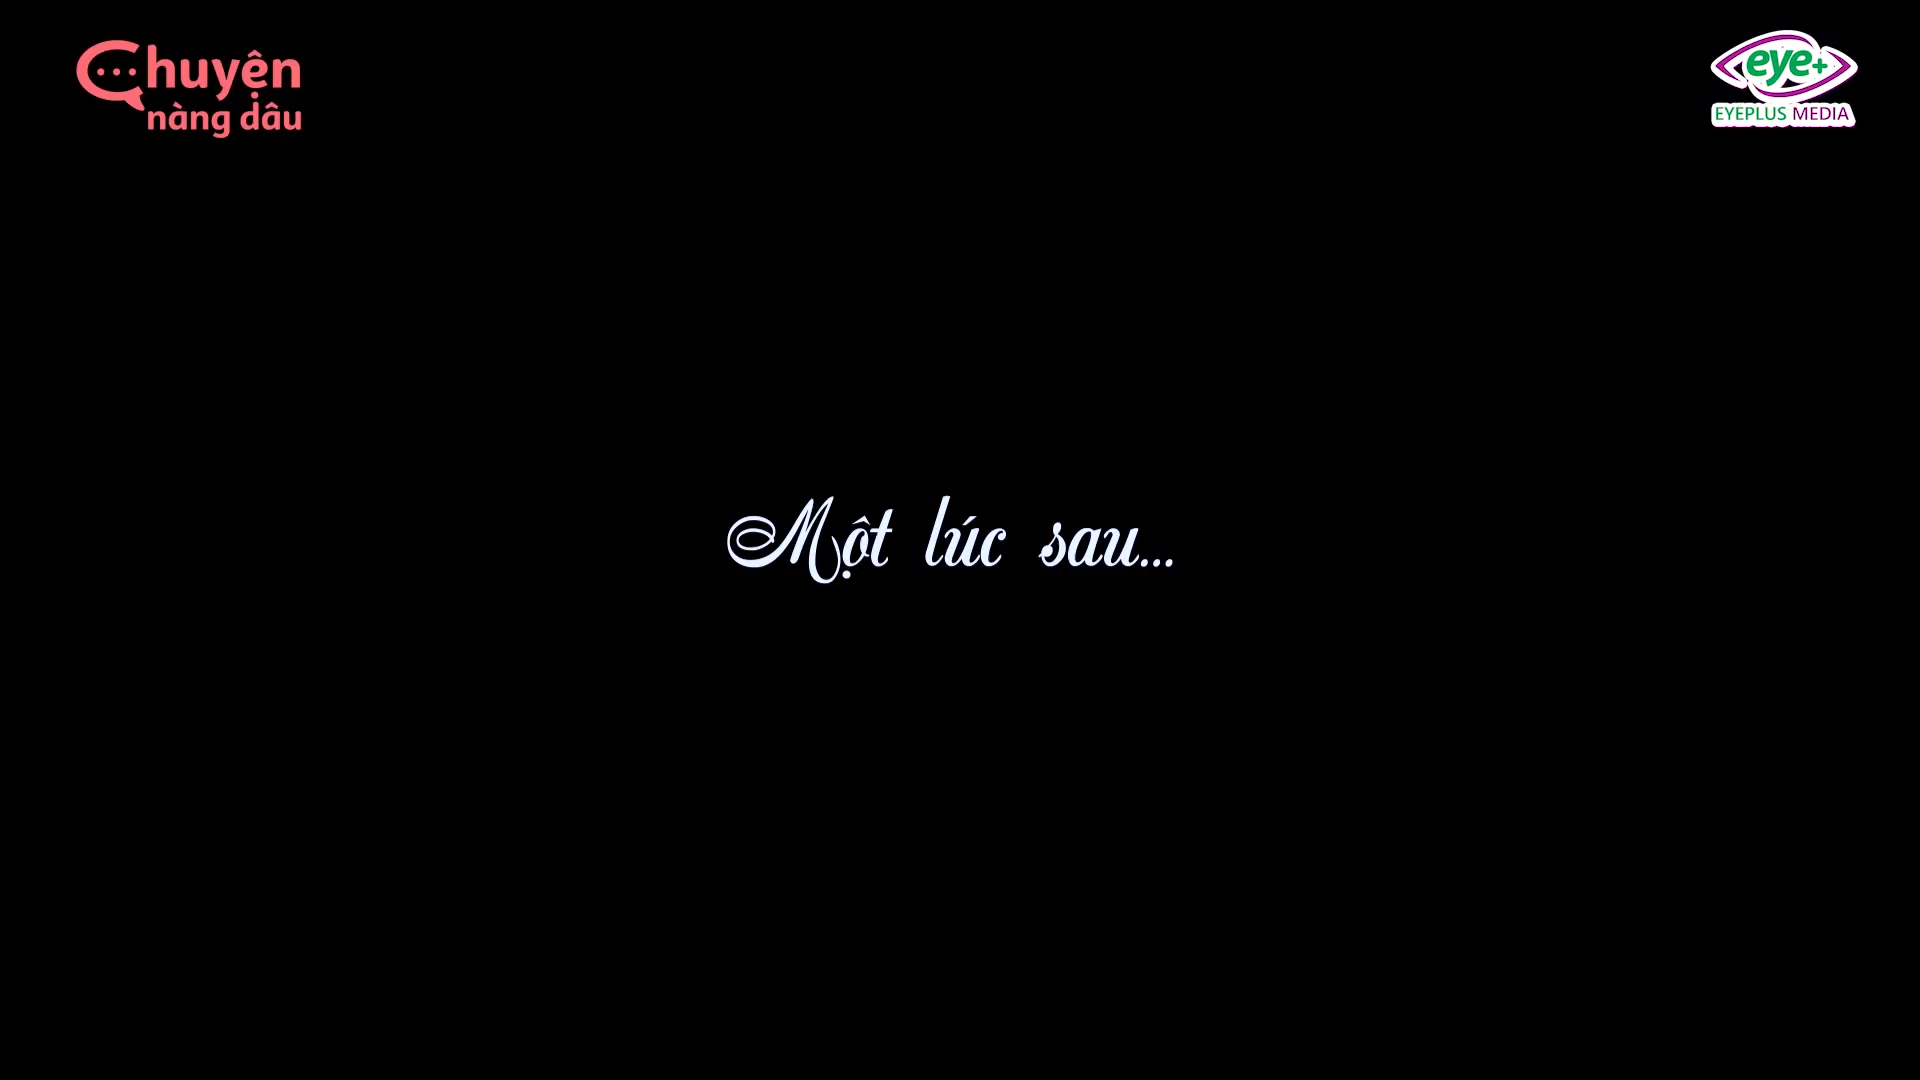 Chuyện
nàng dâu
eye+
EYEPLUS MEDIA
Một lúc sau...